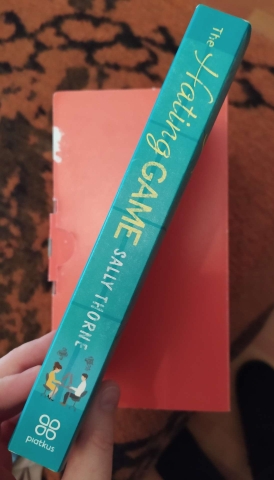 The Hating GAME
SALLY THORNE
piatkus